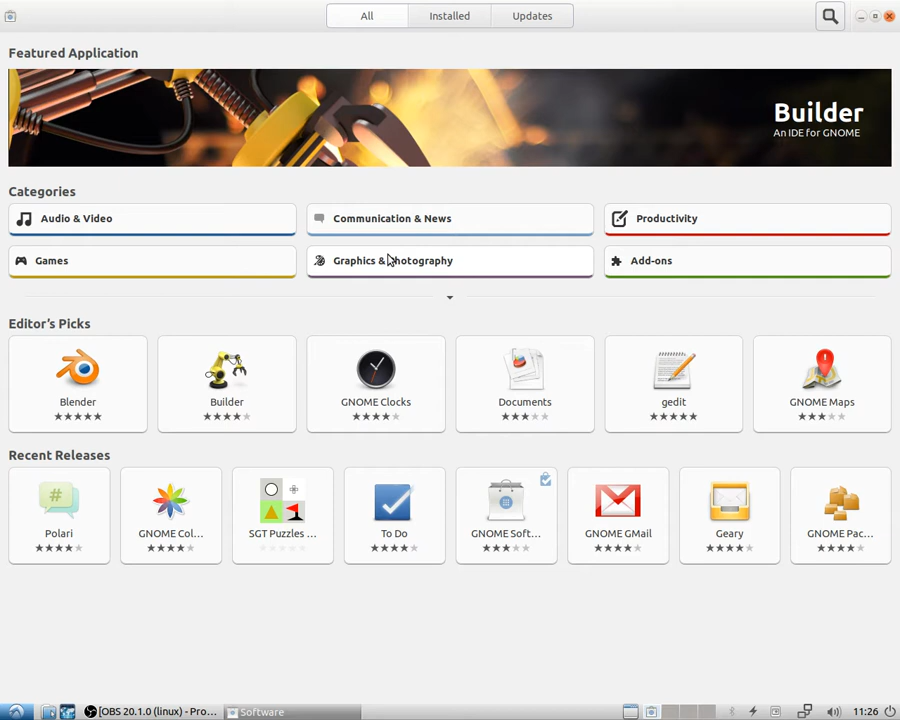 All
Installed
Updates
Featured Application
Builder
An IDE for GNOME
Categories
Audio & Video
Communication & News
Productivity
Games
Graphics & Photography
Add-ons
Editor's Picks
Blender
Builder
GNOME Clocks
Documents
gedit
GNOME Maps
Recent Releases
Polari
GNOME Col...
SGT Puzzles ...
To Do
GNOME Soft...
GNOME GMail
Geary
GNOME Pac...
[OBS 20.1.0 (linux) - Pro...
Software
11:26